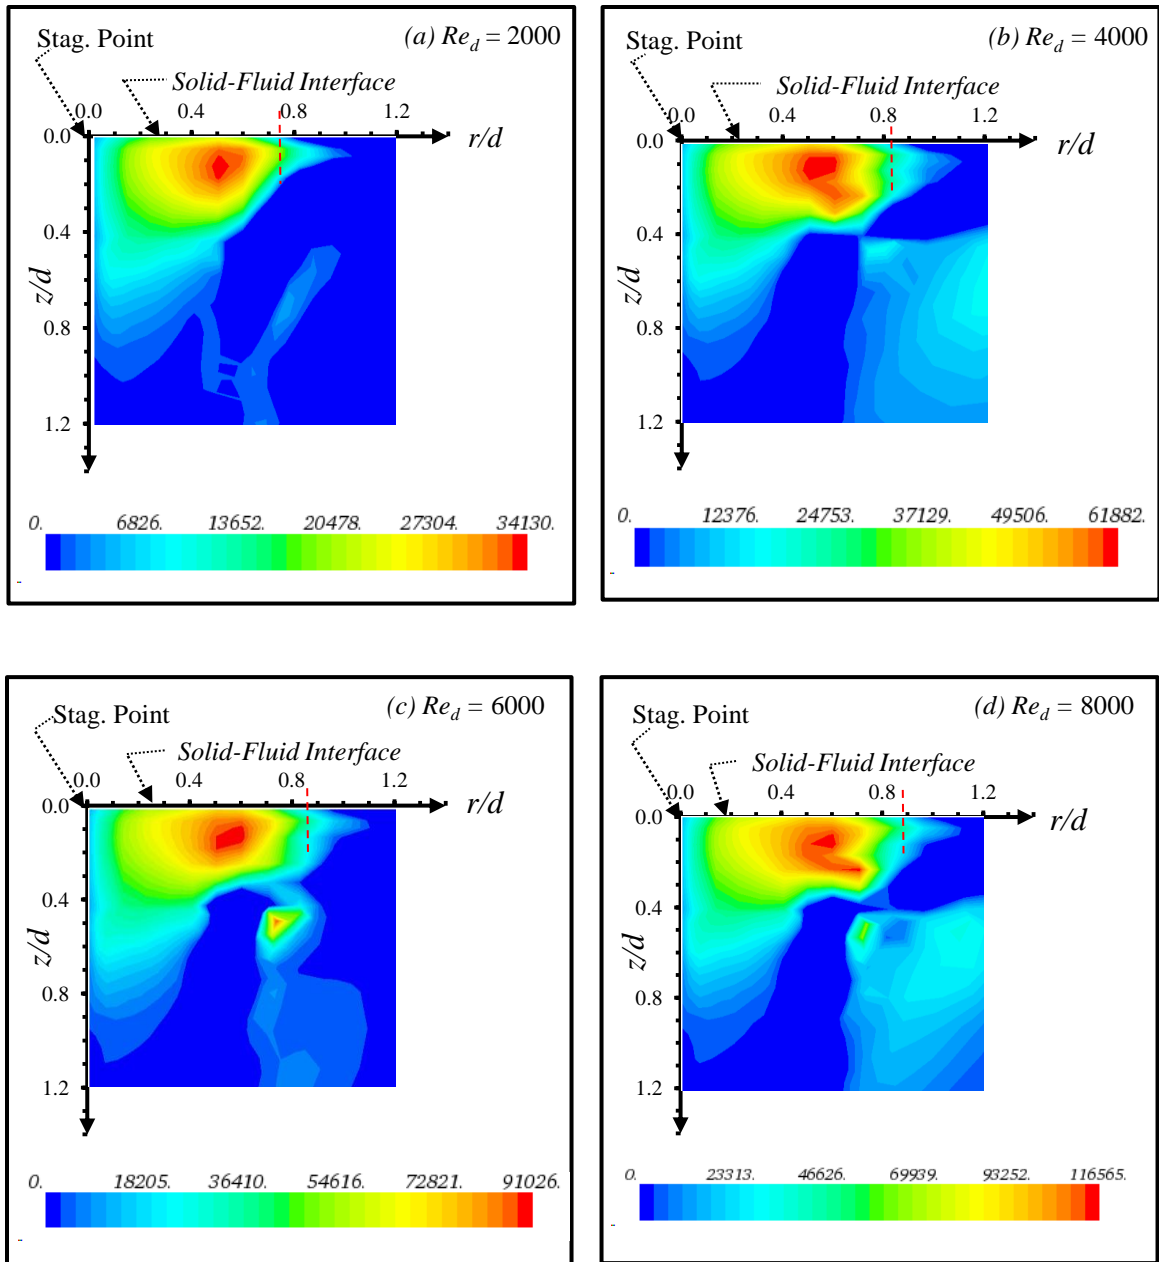 (a) Re_d = 2000
Stag. Point
Solid-Fluid Interface
0.0 0.4 0.8 1.2
r/d
0.0
0.4
z/d
0.8
1.2
0. 6826. 13652. 20478. 27304. 34130.
(b) Re_d = 4000
Stag. Point
Solid-Fluid Interface
0.0 0.4 0.8 1.2
r/d
0.0
0.4
z/d
0.8
1.2
0. 12376. 24753. 37129. 49506. 61882.
(c) Re_d = 6000
Stag. Point
Solid-Fluid Interface
0.0 0.4 0.8 1.2
r/d
0.0
0.4
z/d
0.8
1.2
0. 18205. 36410. 54616. 72821. 91026.
(d) Re_d = 8000
Stag. Point
Solid-Fluid Interface
0.0 0.4 0.8 1.2
r/d
0.0
0.4
z/d
0.8
1.2
0. 23313. 46626. 69939. 93252. 116565.